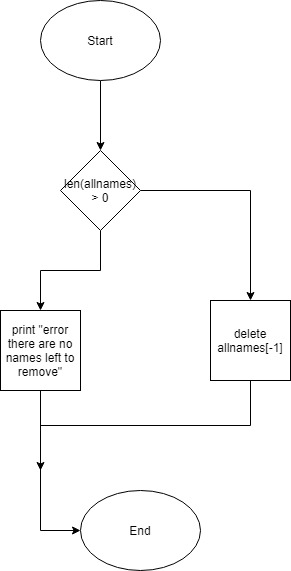 Start
len(allnames)
> 0
print "error
there are no
names left to
remove"
delete
allnames[-1]
End